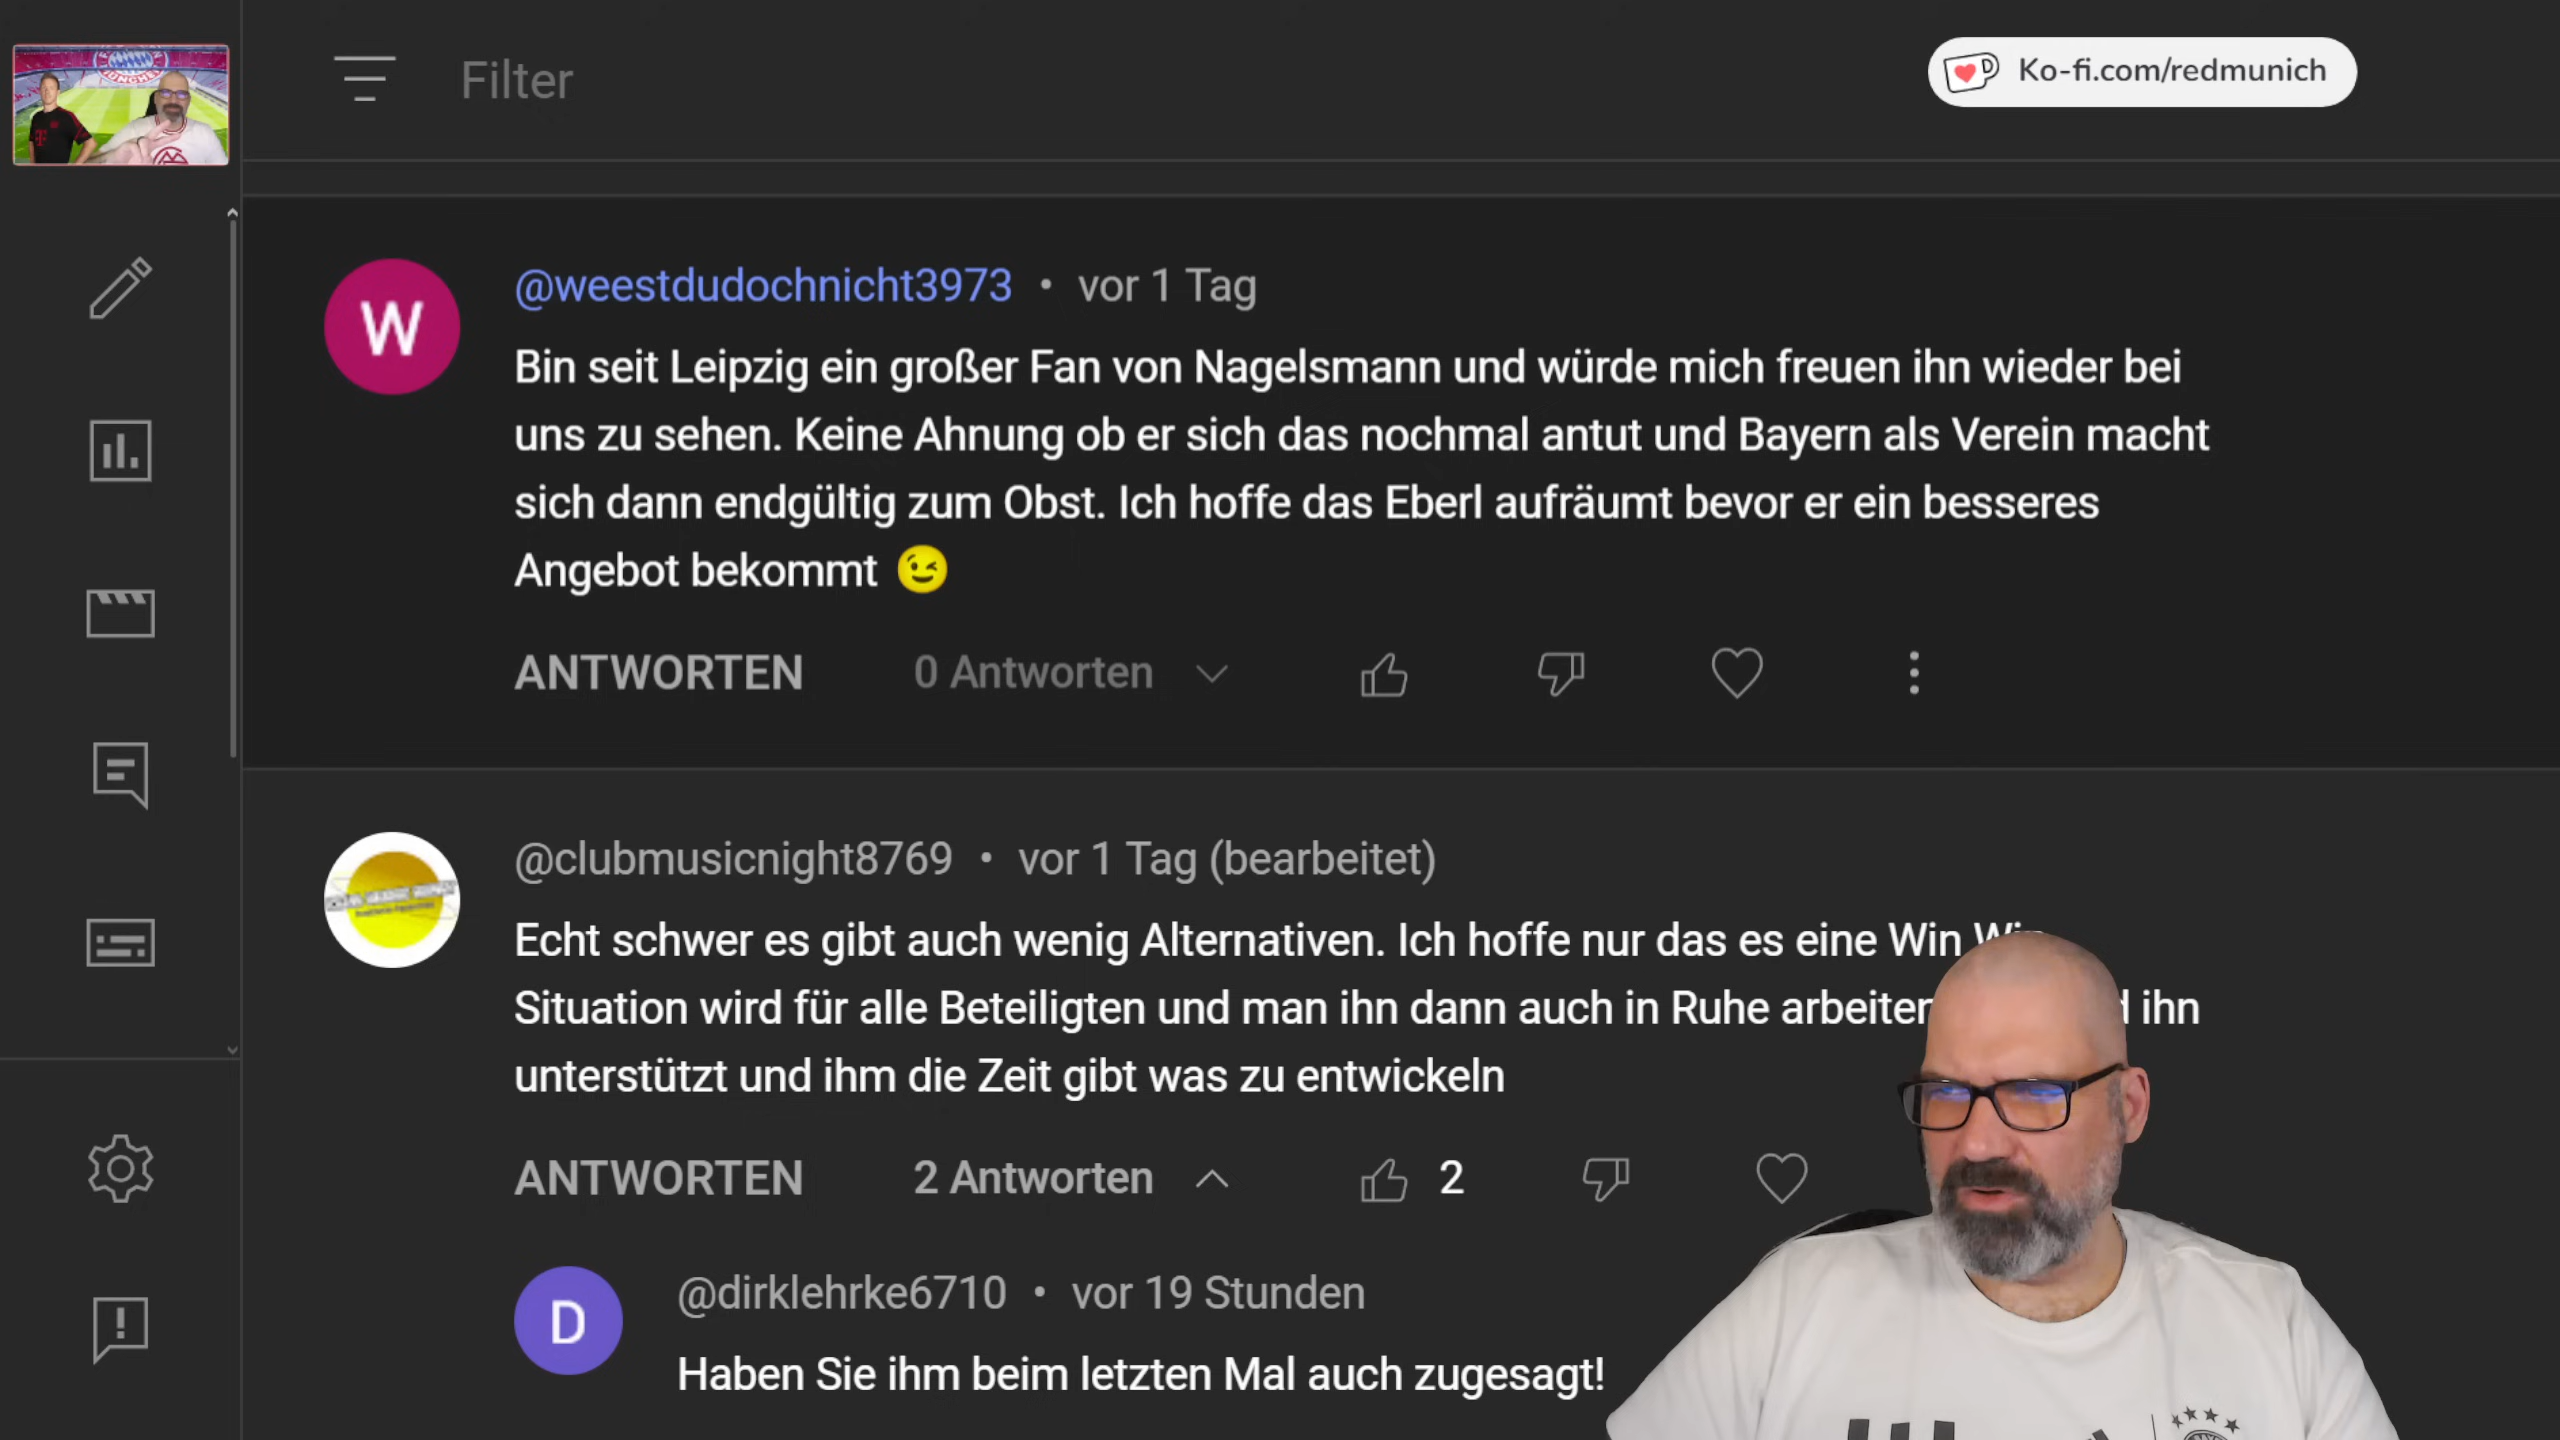 Filter
Ko-fi.com/redmunich
W
@weestdudochnicht3973 • vor 1 Tag
Bin seit Leipzig ein großer Fan von Nagelsmann und würde mich freuen ihn wieder bei
uns zu sehen. Keine Ahnung ob er sich das nochmal antut und Bayern als Verein macht
sich dann endgültig zum Obst. Ich hoffe das Eberl aufräumt bevor er ein besseres
Angebot bekommt 😉
ANTWORTEN 0 Antworten
@clubmusicnight8769 • vor 1 Tag (bearbeitet)
Echt schwer es gibt auch wenig Alternativen. Ich hoffe nur das es eine Win
Situation wird für alle Beteiligten und man ihn dann auch in Ruhe ihn
unterstützt und ihm die Zeit gibt was zu entwickeln
ANTWORTEN 2 Antworten 2
D
@dirklehrke6710 • vor 19 Stunden
Haben Sie ihm beim letzten Mal auch zugesagt!